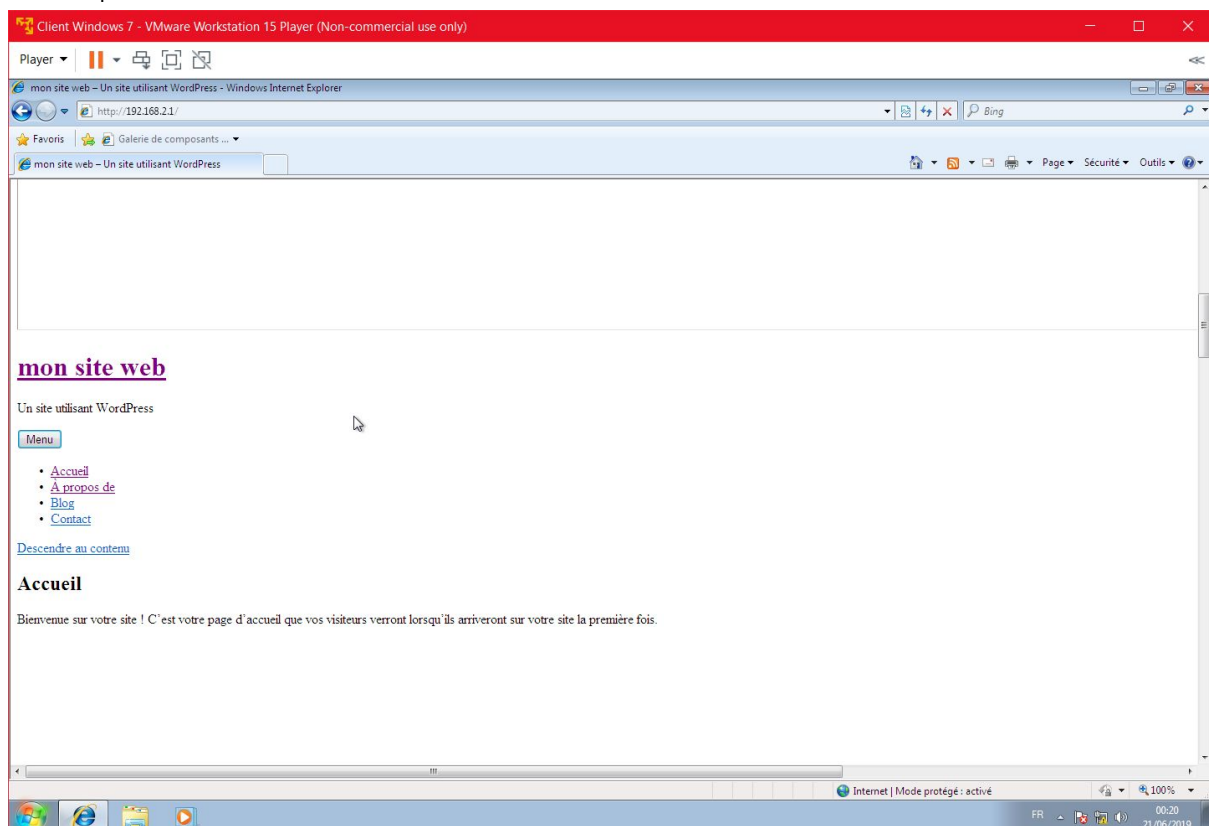 Client Windows 7 - VMware Workstation 15 Player (Non-commercial use only)
Player
mon site web – Un site utilisant WordPress - Windows Internet Explorer
http://192.168.2.1/
Bing
Favoris Galerie de composants ...
mon site web – Un site utilisant WordPress Page Sécurité Outils
mon site web
Un site utilisant WordPress
Menu
• Accueil
• À propos de
• Blog
• Contact
Descendre au contenu
Accueil
Bienvenue sur votre site ! C’est votre page d’accueil que vos visiteurs verront lorsqu’ils arriveront sur votre site la première fois.
Internet | Mode protégé : activé 100%
FR 00:20
21/06/2019